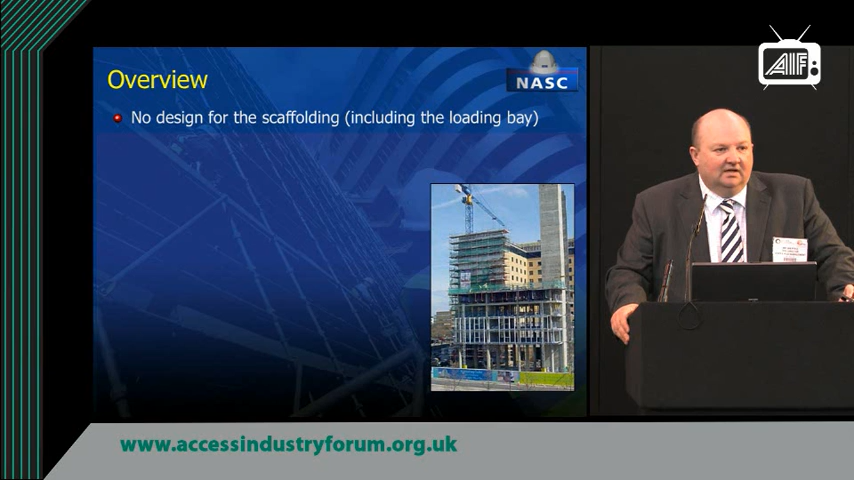 AIF
Overview
NASC
No design for the scaffolding (including the loading bay)
www.accessindustryforum.org.uk